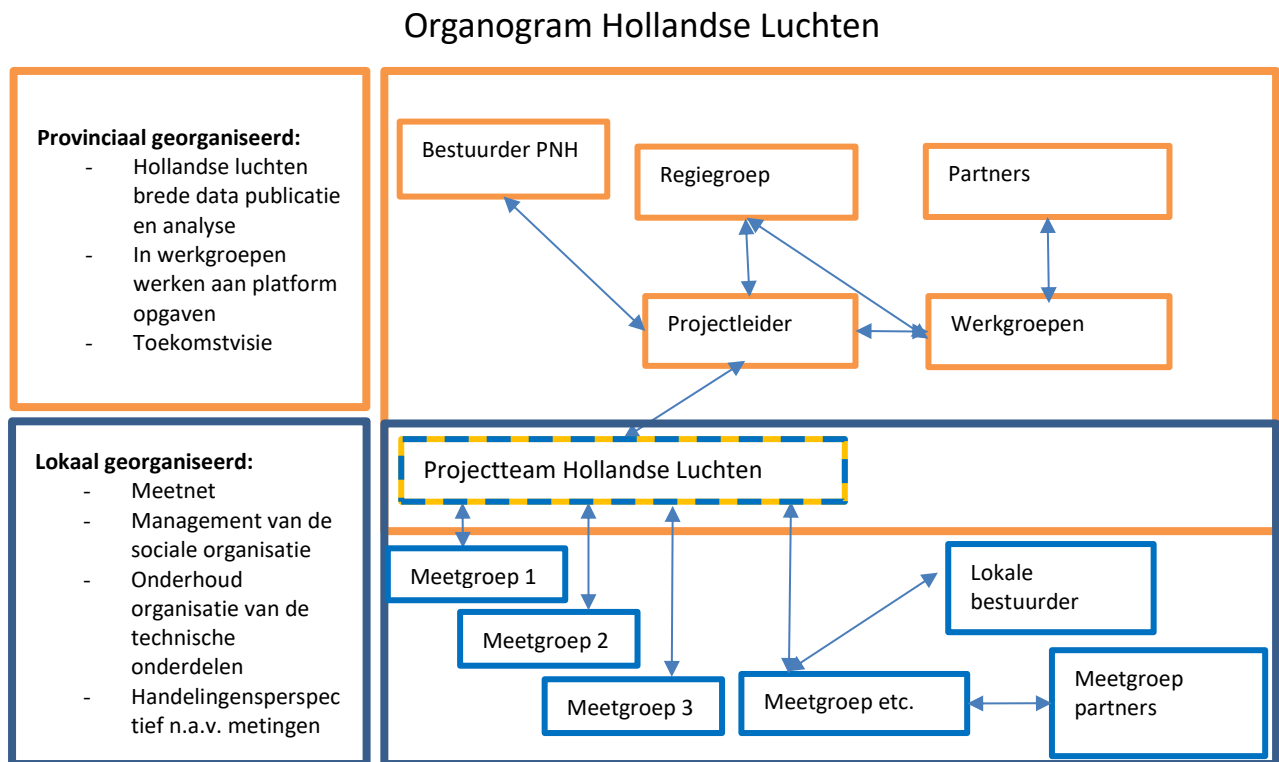 Organogram Hollandse Luchten
Provinciaal georganiseerd:
- Hollandse luchten
brede data publicatie
en analyse
- In werkgroepen
werken aan platform
opgaven
- Toekomstvisie
Bestuurder PNH
Regiegroep
Partners
Projectleider
Werkgroepen
Lokaal georganiseerd:
- Meetnet
- Management van de
sociale organisatie
- Onderhoud
organisatie van de
technische
onderdelen
- Handelingensperspec
tief n.a.v. metingen
Projectteam Hollandse Luchten
Meetgroep 1
Meetgroep 2
Meetgroep 3
Meetgroep etc.
Lokale
bestuurder
Meetgroep
partners